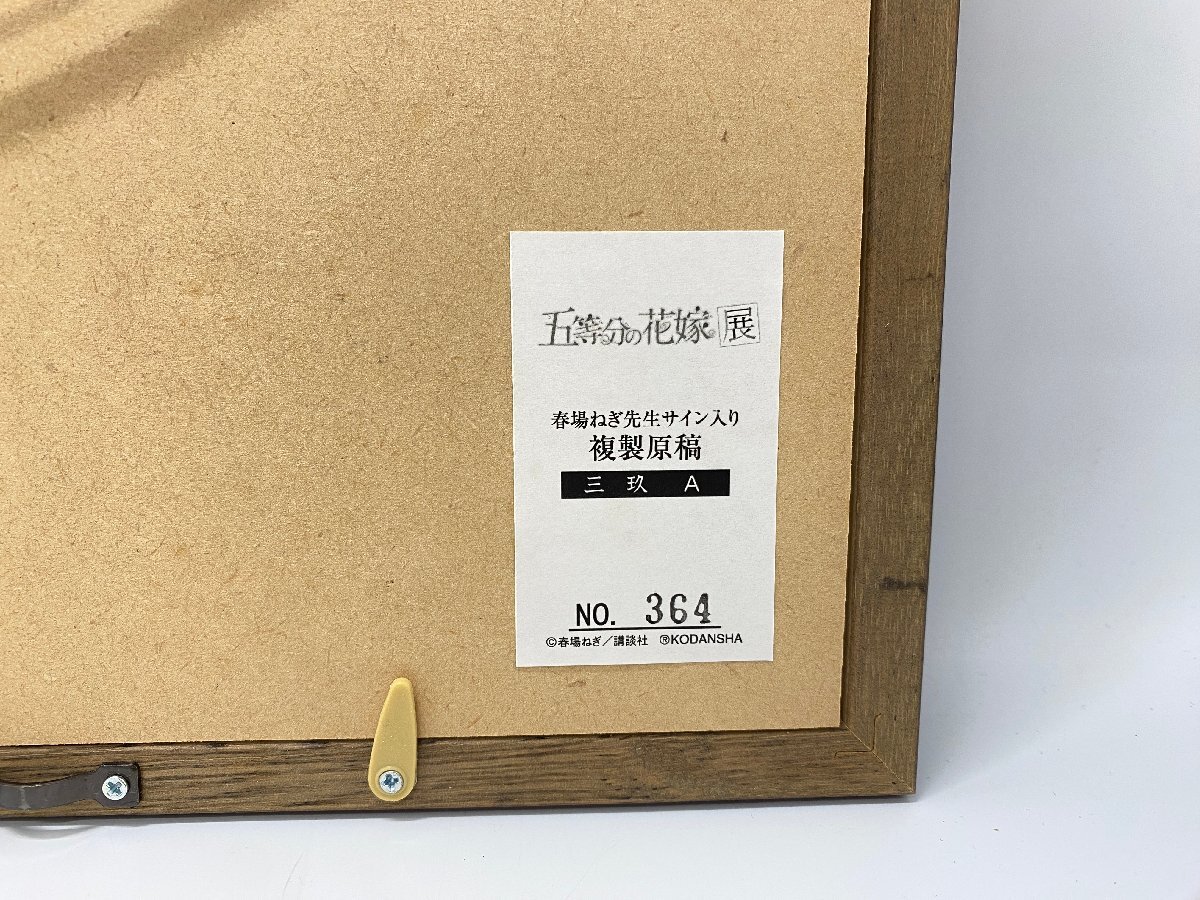 五等分の花嫁 展
春場ねぎ先生サイン入り
複製原稿
三玖 A
NO. 364
©春場ねぎ/講談社 ®KODANSHA